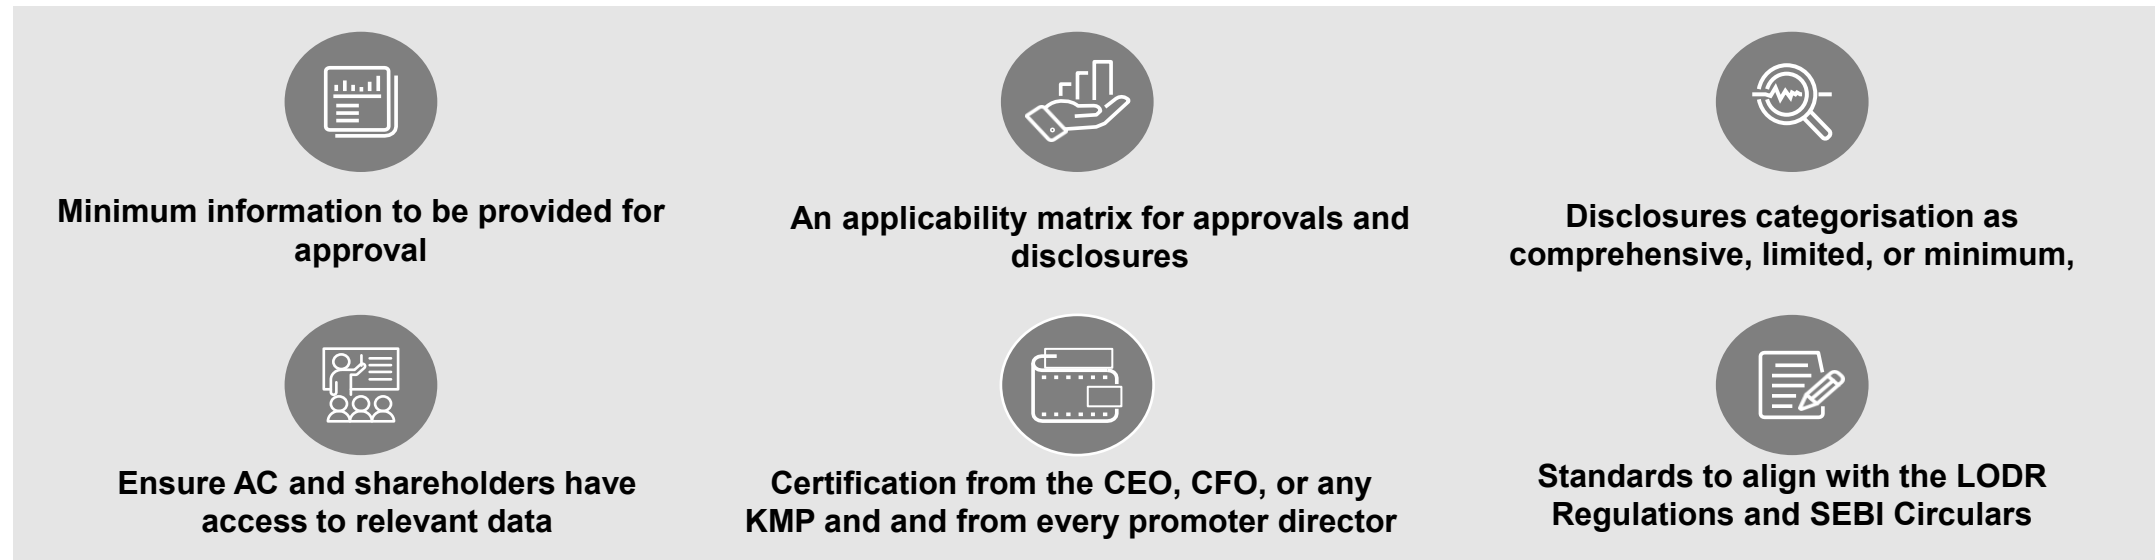 Minimum information to be provided for
approval
An applicability matrix for approvals and
disclosures
Disclosures categorisation as
comprehensive, limited, or minimum,
Ensure AC and shareholders have
access to relevant data
Certification from the CEO, CFO, or any
KMP and and from every promoter director
Standards to align with the LODR
Regulations and SEBI Circulars